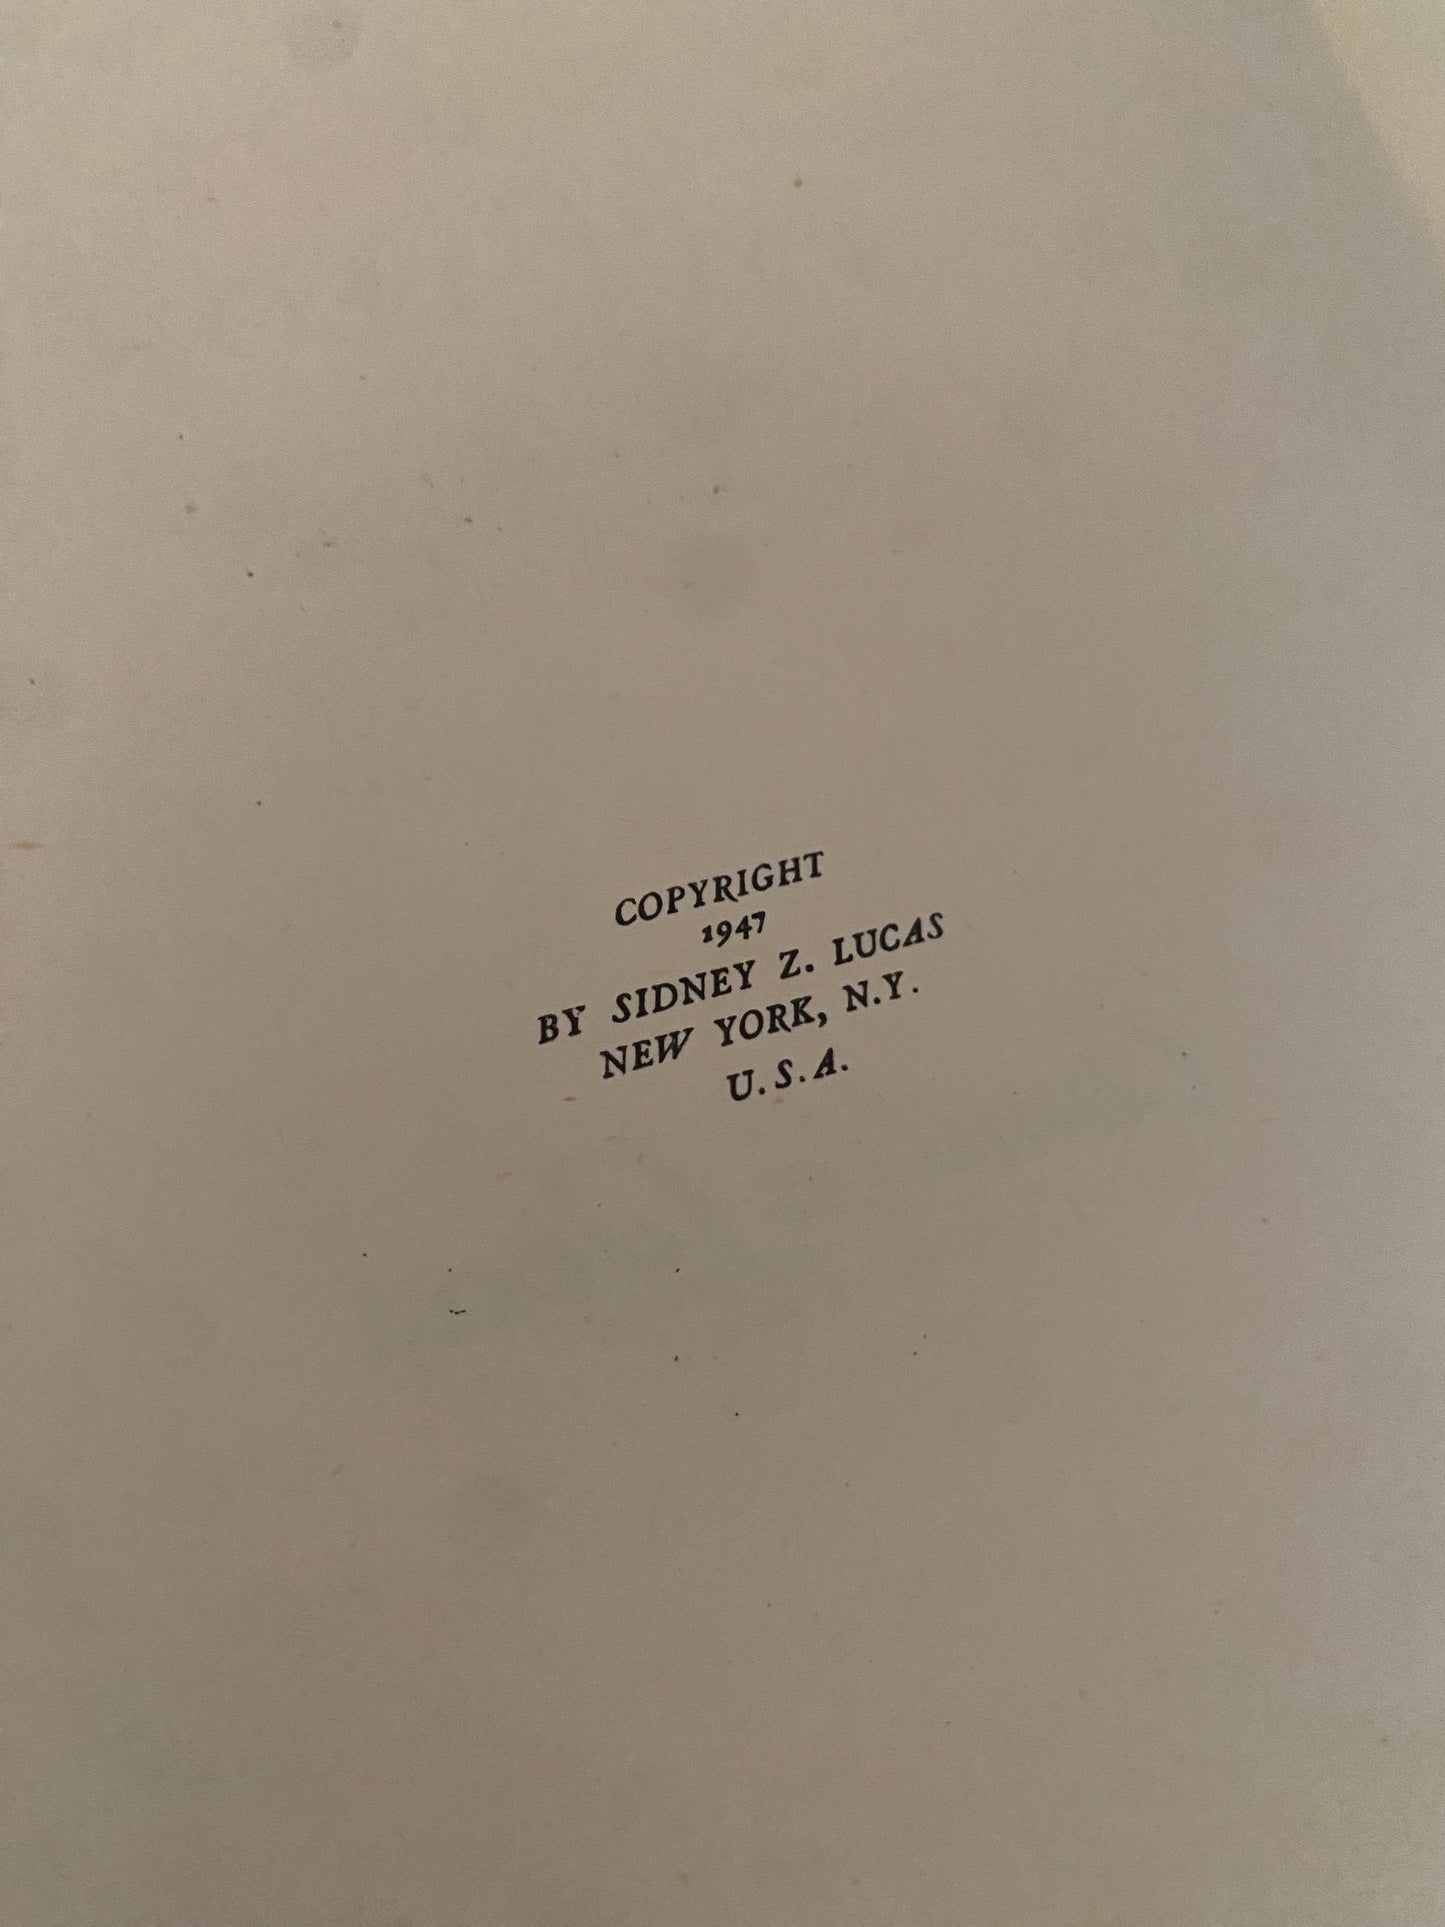 COPYRIGHT
1947
BY SIDNEY Z. LUCAS
NEW YORK, N.Y.
U.S.A.